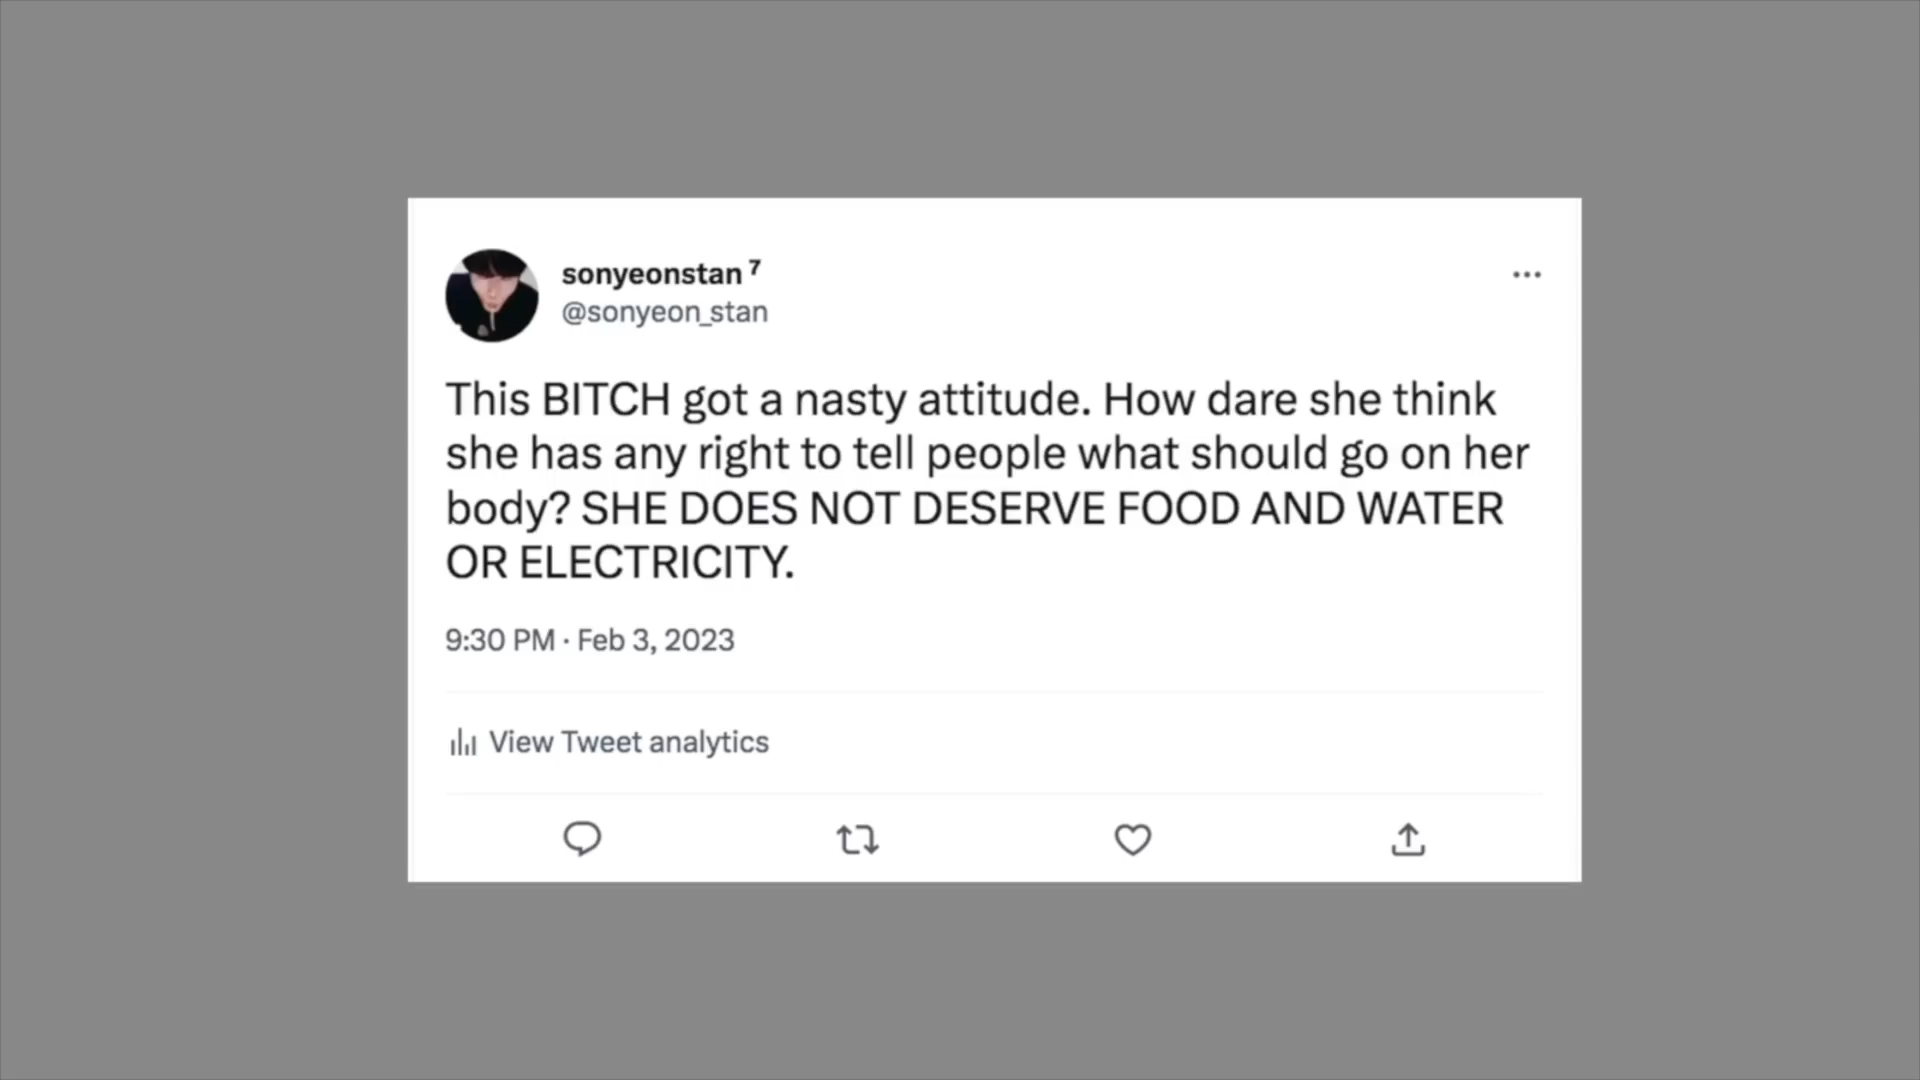 sonyeonstan ⁷
@sonyeon_stan
This BITCH got a nasty attitude. How dare she think
she has any right to tell people what should go on her
body? SHE DOES NOT DESERVE FOOD AND WATER
OR ELECTRICITY.
9:30 PM · Feb 3, 2023
View Tweet analytics